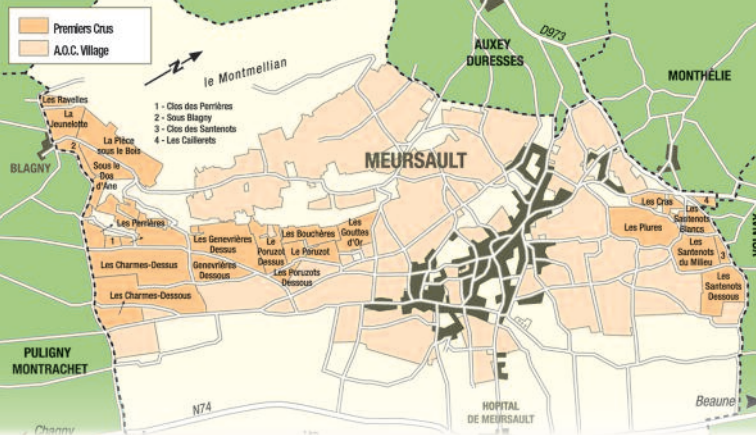 Premiers Crus
A.O.C. Village
N
le Montmellian
1 - Clos des Perrières
2 - Sous Blagny
3 - Clos des Santenots
4 - Les Caillerets
AUXEY
DURESSES
D973
MONTHÉLIE
MEURSAULT
BLAGNY
Les Ravelles
La
Jeunelotte
2
La Pièce
sous le Bois
Sous le
Dos
d'Ane
Les Perrières
1
Les Charmes-Dessus
Les Charmes-Dessous
Les Genevrières
Dessus
Genevrières
Dessous
Le
Poruzot
Dessus
Les Bouchères
Le Poruzot
Les Poruzots
Dessous
Les
Gouttes
d'Or
Les Cras
4
Les
Santenots
Blancs
Les Plures
Les
Santenots
du Milieu
3
Les
Santenots
Dessous
PULIGNY
MONTRACHET
N74
Chagny
HOPITAL
DE MEURSAULT
Beaune